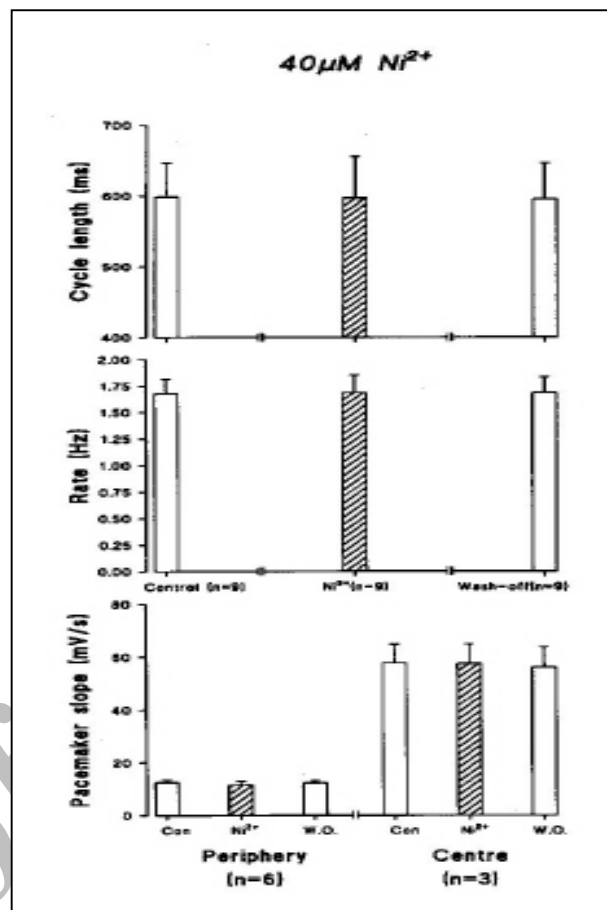 40µM Ni²⁺
700
600
500
400
Cycle length (ms)
2.00
1.75
1.50
1.25
1.00
0.75
0.50
0.25
0.00
Rate (Hz)
Control (n=9) Ni²⁺(n=9) Wash-off(n=9)
80
60
40
20
0
Pacemaker slope (mV/s)
Con Ni²⁺ W.O. Con Ni²⁺ W.O.
Periphery Centre
(n=6) (n=3)